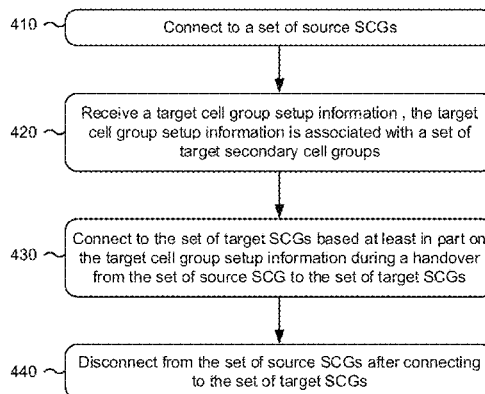 410
Connect to a set of source SCGs
420
Receive a target cell group setup information , the target
cell group setup information is associated with a set of
target secondary cell groups
430
Connect to the set of target SCGs based at least in part on
the target cell group setup information during a handover
from the set of source SCG to the set of target SCGs
440
Disconnect from the set of source SCGs after connecting
to the set of target SCGs